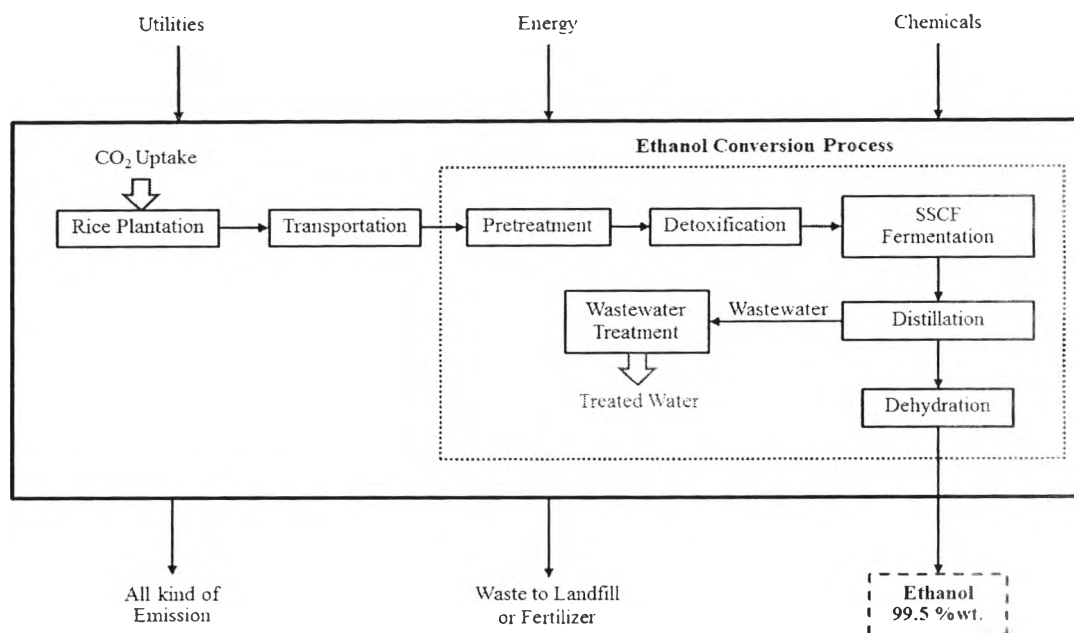 Utilities
Energy
Chemicals
CO₂ Uptake
Ethanol Conversion Process
Rice Plantation
Transportation
Pretreatment
Detoxification
SSCF
Fermentation
Wastewater
Treatment
Wastewater
Distillation
Treated Water
Dehydration
All kind of
Emission
Waste to Landfill
or Fertilizer
Ethanol
99.5 %wt.